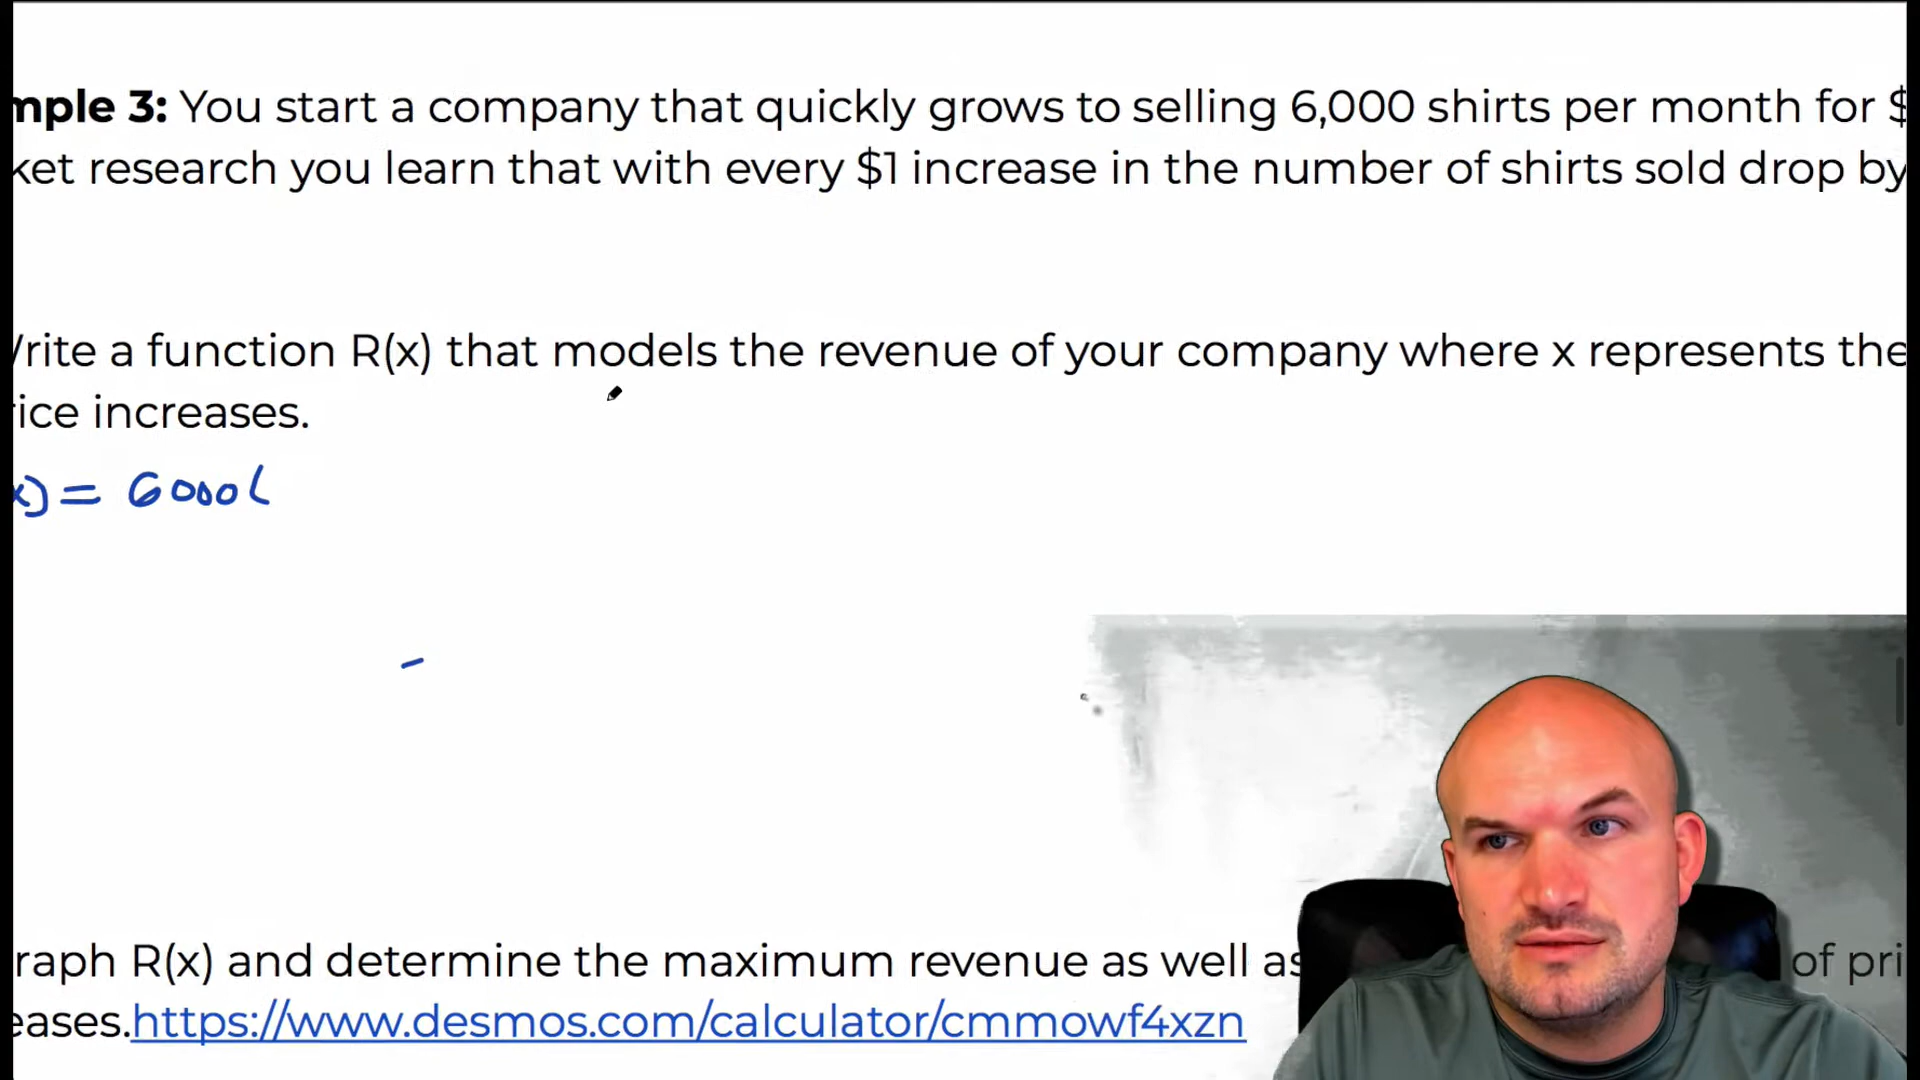 mple 3: You start a company that quickly grows to selling 6,000 shirts per month for $
ket research you learn that with every $1 increase in the number of shirts sold drop by
rite a function R(x) that models the revenue of your company where x represents the
rice increases.
x) = 6000(
raph R(x) and determine the maximum revenue as well as of pri
eases.https://www.desmos.com/calculator/cmmowf4xzn